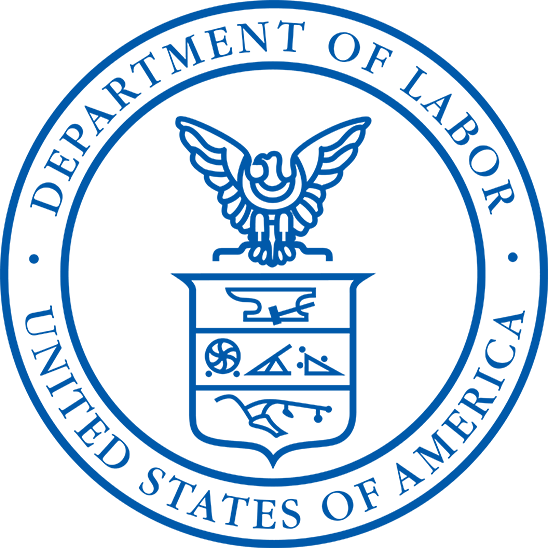 DEPARTMENT OF LABOR
UNITED STATES OF AMERICA